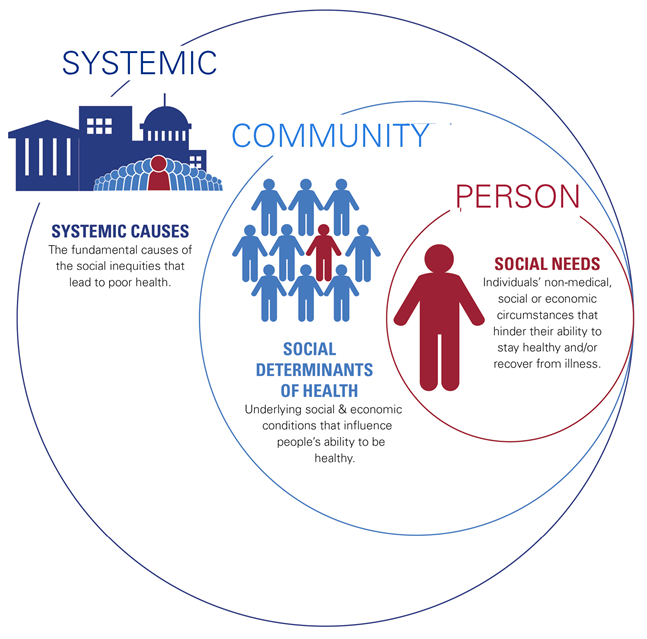 SYSTEMIC
COMMUNITY
PERSON
SYSTEMIC CAUSES
The fundamental causes of
the social inequities that
lead to poor health.
SOCIAL
DETERMINANTS
OF HEALTH
Underlying social & economic
conditions that influence
people’s ability to be
healthy.
SOCIAL NEEDS
Individuals’ non-medical,
social or economic
circumstances that
hinder their ability to
stay healthy and/or
recover from illness.